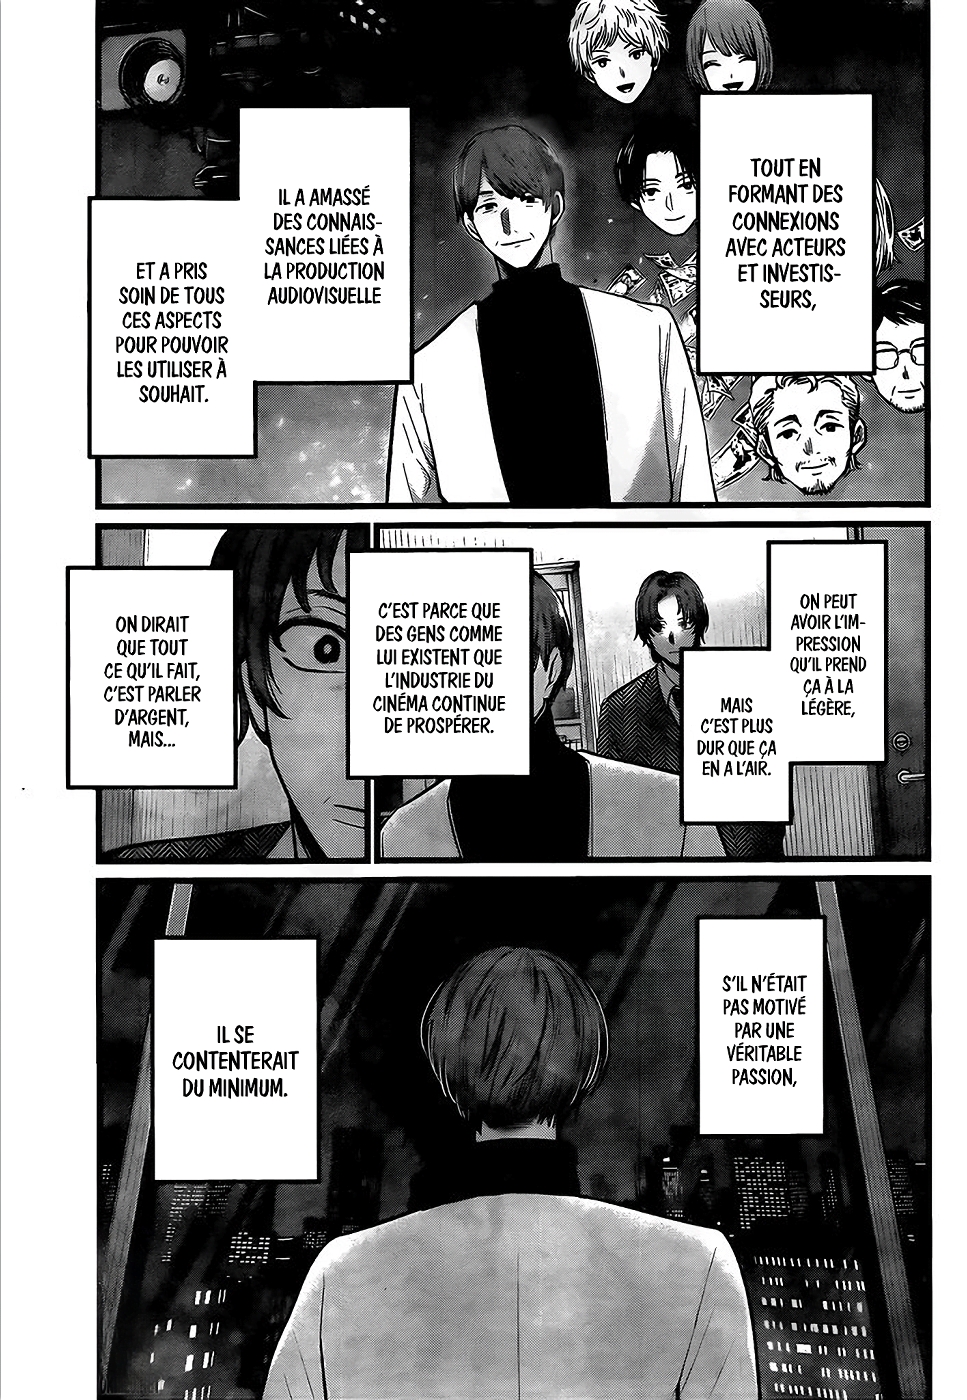 TOUT EN
FORMANT DES
CONNEXIONS
AVEC ACTEURS
ET INVESTIS-
SEURS,
IL A AMASSÉ
DES CONNAIS-
SANCES LIÉES À
LA PRODUCTION
AUDIOVISUELLE
ET A PRIS
SOIN DE TOUS
CES ASPECTS
POUR POUVOIR
LES UTILISER À
SOUHAIT.
ON PEUT
AVOIR L'IM-
PRESSION
QU'IL PREND
ÇA À LA
LÉGÈRE,
MAIS
C'EST PLUS
DUR QUE ÇA
EN A L'AIR.
C'EST PARCE QUE
DES GENS COMME
LUI EXISTENT QUE
L'INDUSTRIE DU
CINÉMA CONTINUE
DE PROSPÉRER.
ON DIRAIT
QUE TOUT
CE QU'IL FAIT,
C'EST PARLER
D'ARGENT,
MAIS...
S'IL N'ÉTAIT
PAS MOTIVÉ
PAR UNE
VÉRITABLE
PASSION,
IL SE
CONTENTERAIT
DU MINIMUM.